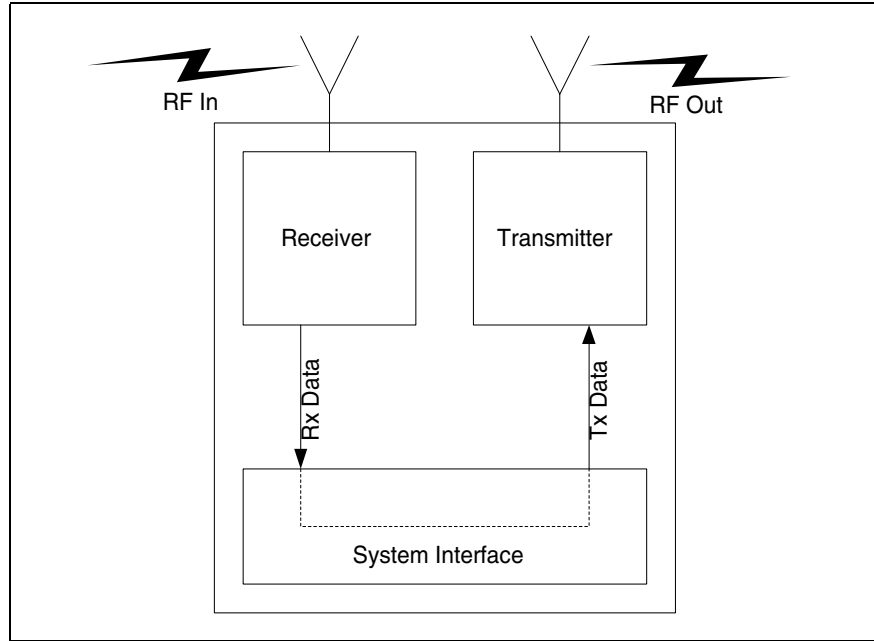 RF In
RF Out
Receiver
Transmitter
Rx Data
Tx Data
System Interface